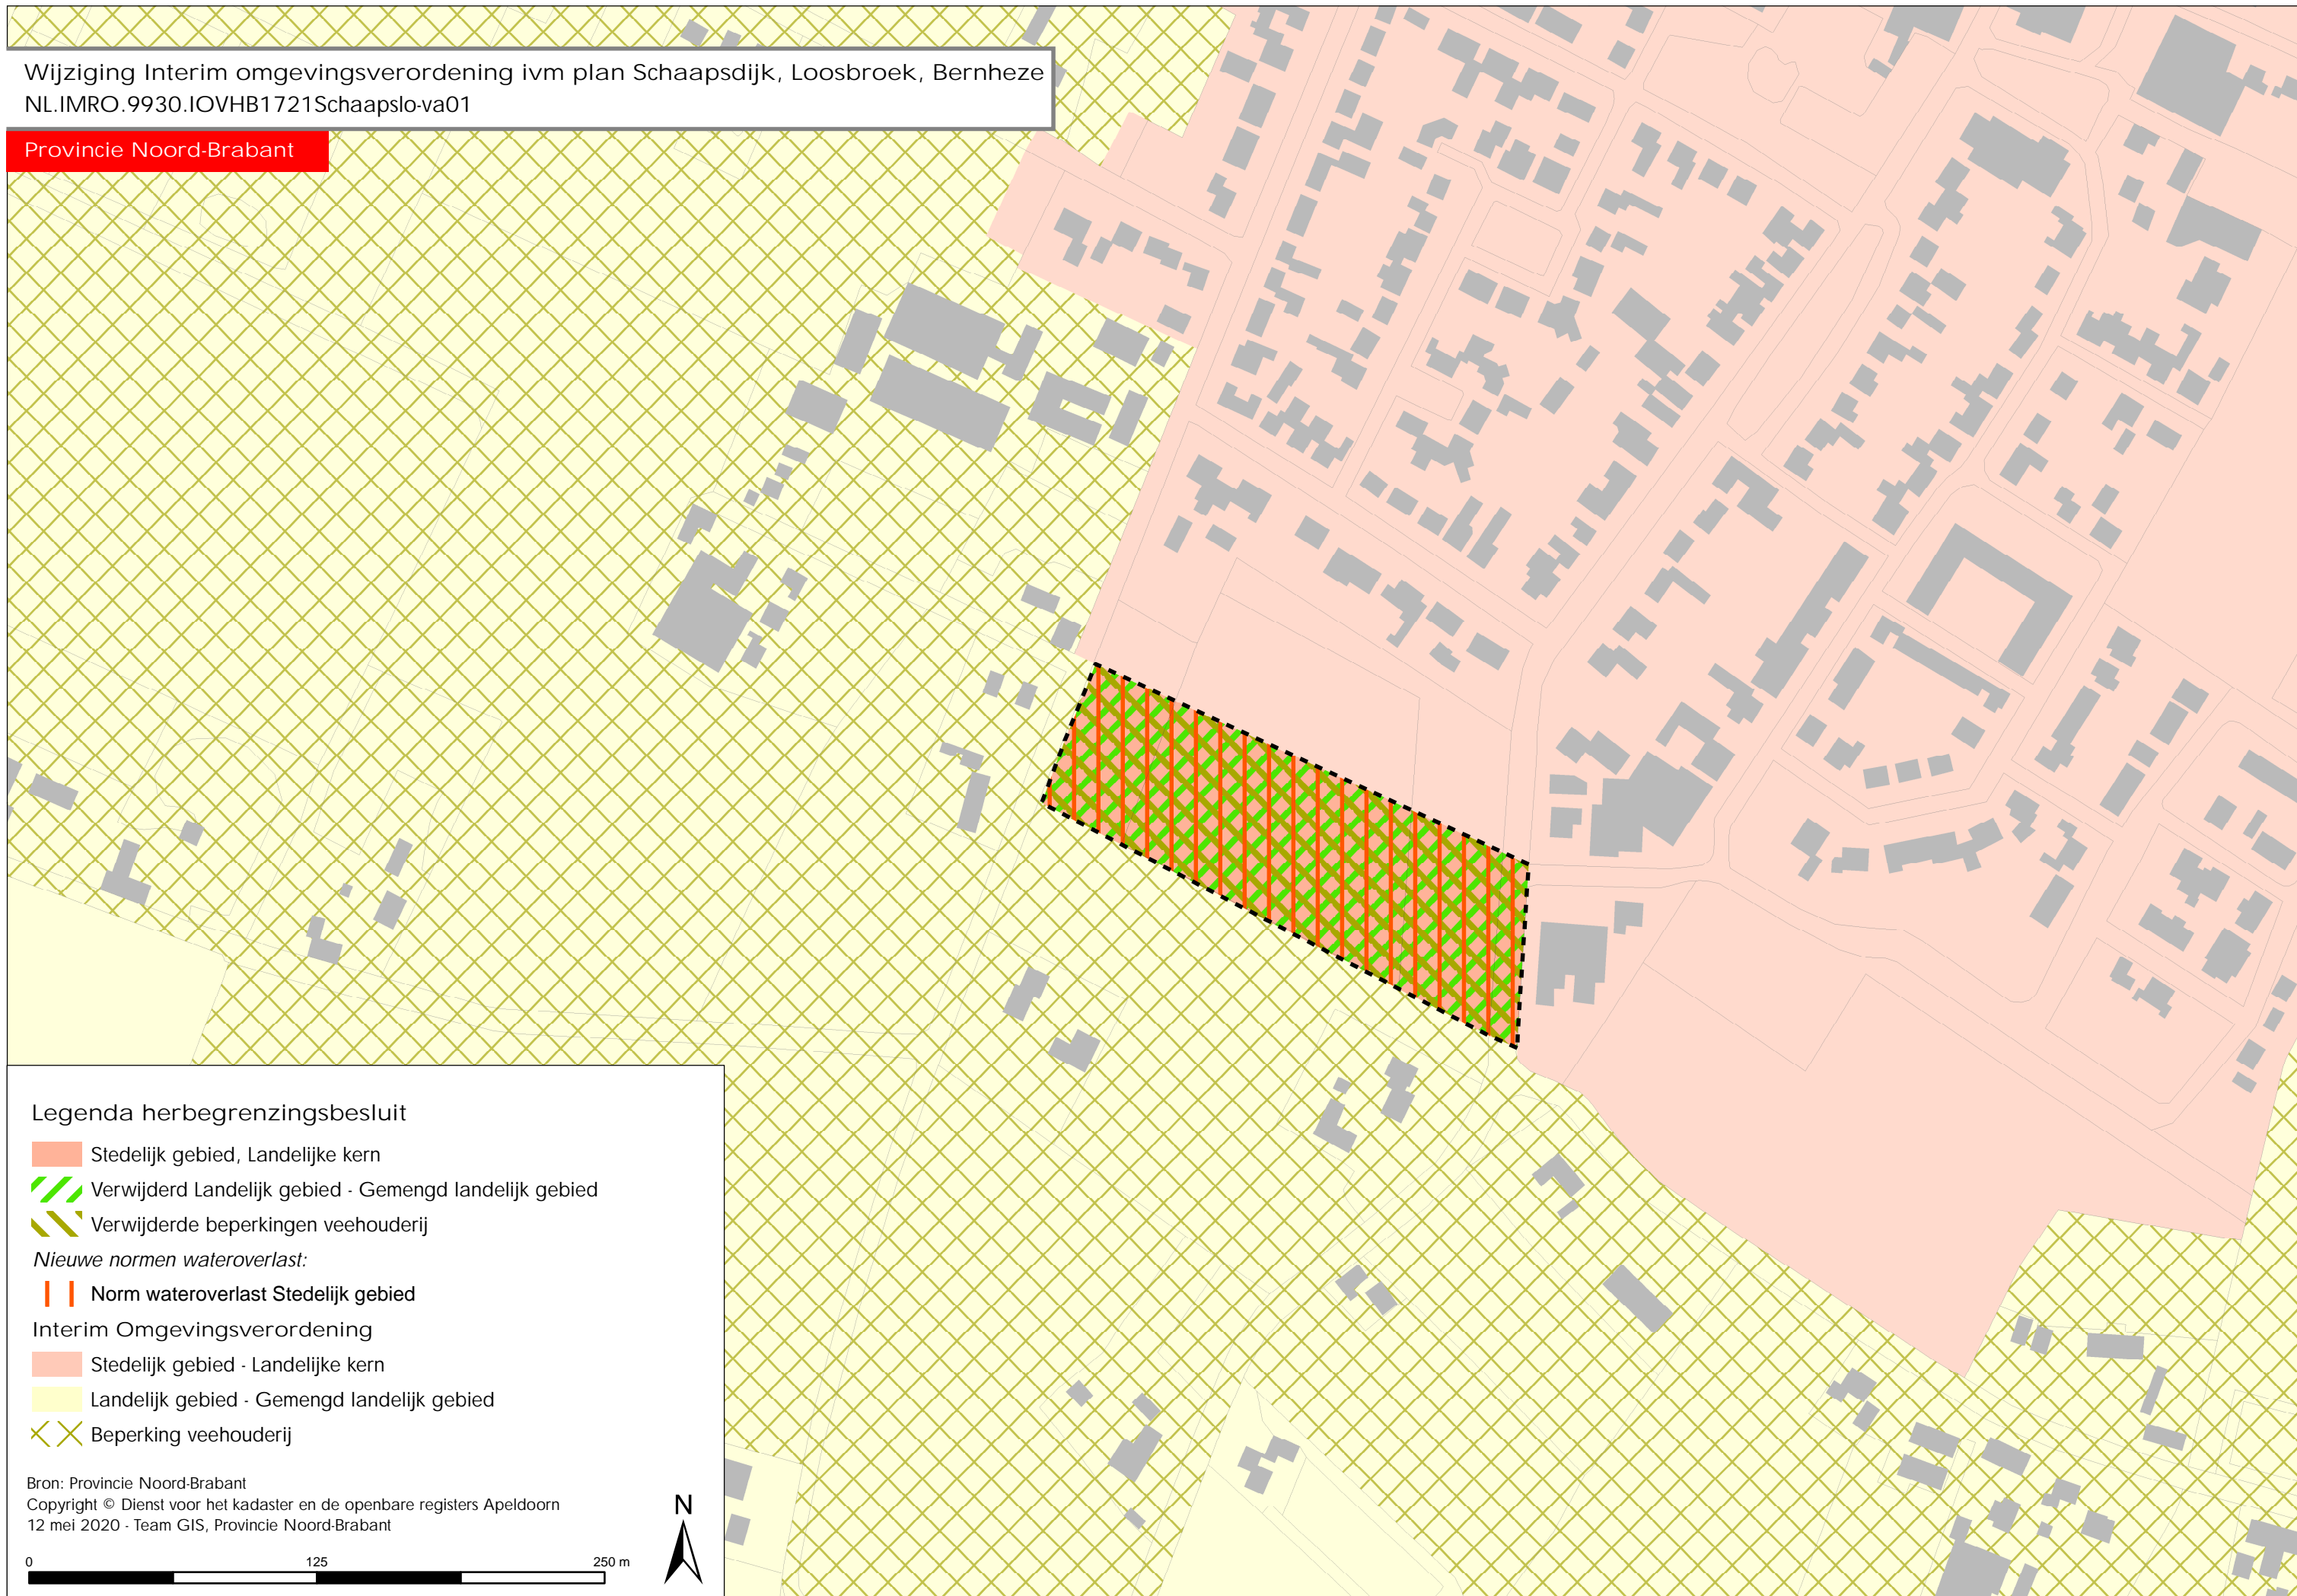 Wijziging Interim omgevingsverordening ivm plan Schaapsdijk, Loosbroek, Bernheze
NL.IMRO.9930.IOVHB1721Schaapslo-va01
Provincie Noord-Brabant
Legenda herbegrenzingsbesluit
Stedelijk gebied, Landelijke kern
Verwijderd Landelijk gebied - Gemengd landelijk gebied
Verwijderde beperkingen veehouderij
Nieuwe normen wateroverlast:
Norm wateroverlast Stedelijk gebied
Interim Omgevingsverordening
Stedelijk gebied - Landelijke kern
Landelijk gebied - Gemengd landelijk gebied
Beperking veehouderij
Bron: Provincie Noord-Brabant
Copyright © Dienst voor het kadaster en de openbare registers Apeldoorn
12 mei 2020 - Team GIS, Provincie Noord-Brabant
N
0 125 250 m